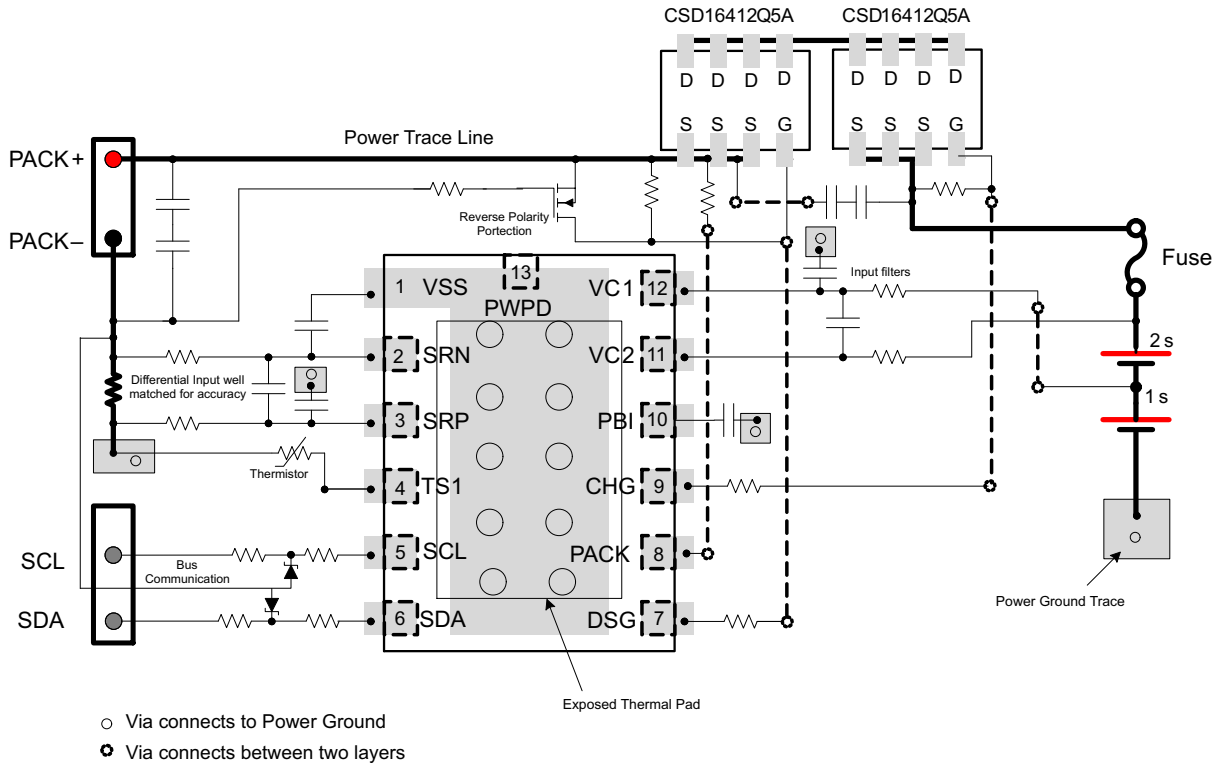 CSD16412Q5A CSD16412Q5A
D D D D D D D D
S S S G S S S G
Power Trace Line
PACK+
PACK–
Reverse Polarity
Portection
Fuse
Input filters
13
PWPD
1 VSS
2 SRN
3 SRP
4 TS1
5 SCL
6 SDA
VC1 12
VC2 11
PBI 10
CHG 9
PACK 8
DSG 7
Differential Input well
matched for accuracy
Thermistor
2 s
1 s
SCL
SDA
Bus
Communication
Power Ground Trace
Exposed Thermal Pad
Via connects to Power Ground
Via connects between two layers